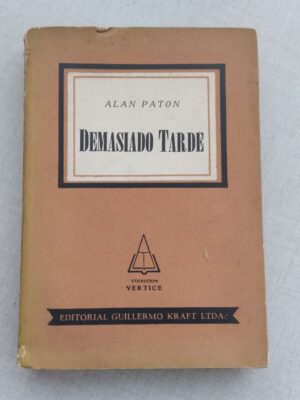 ALAN PATON
DEMASIADO TARDE
COLECCION
VERTICE
EDITORIAL GUILLERMO KRAFT LTDA.